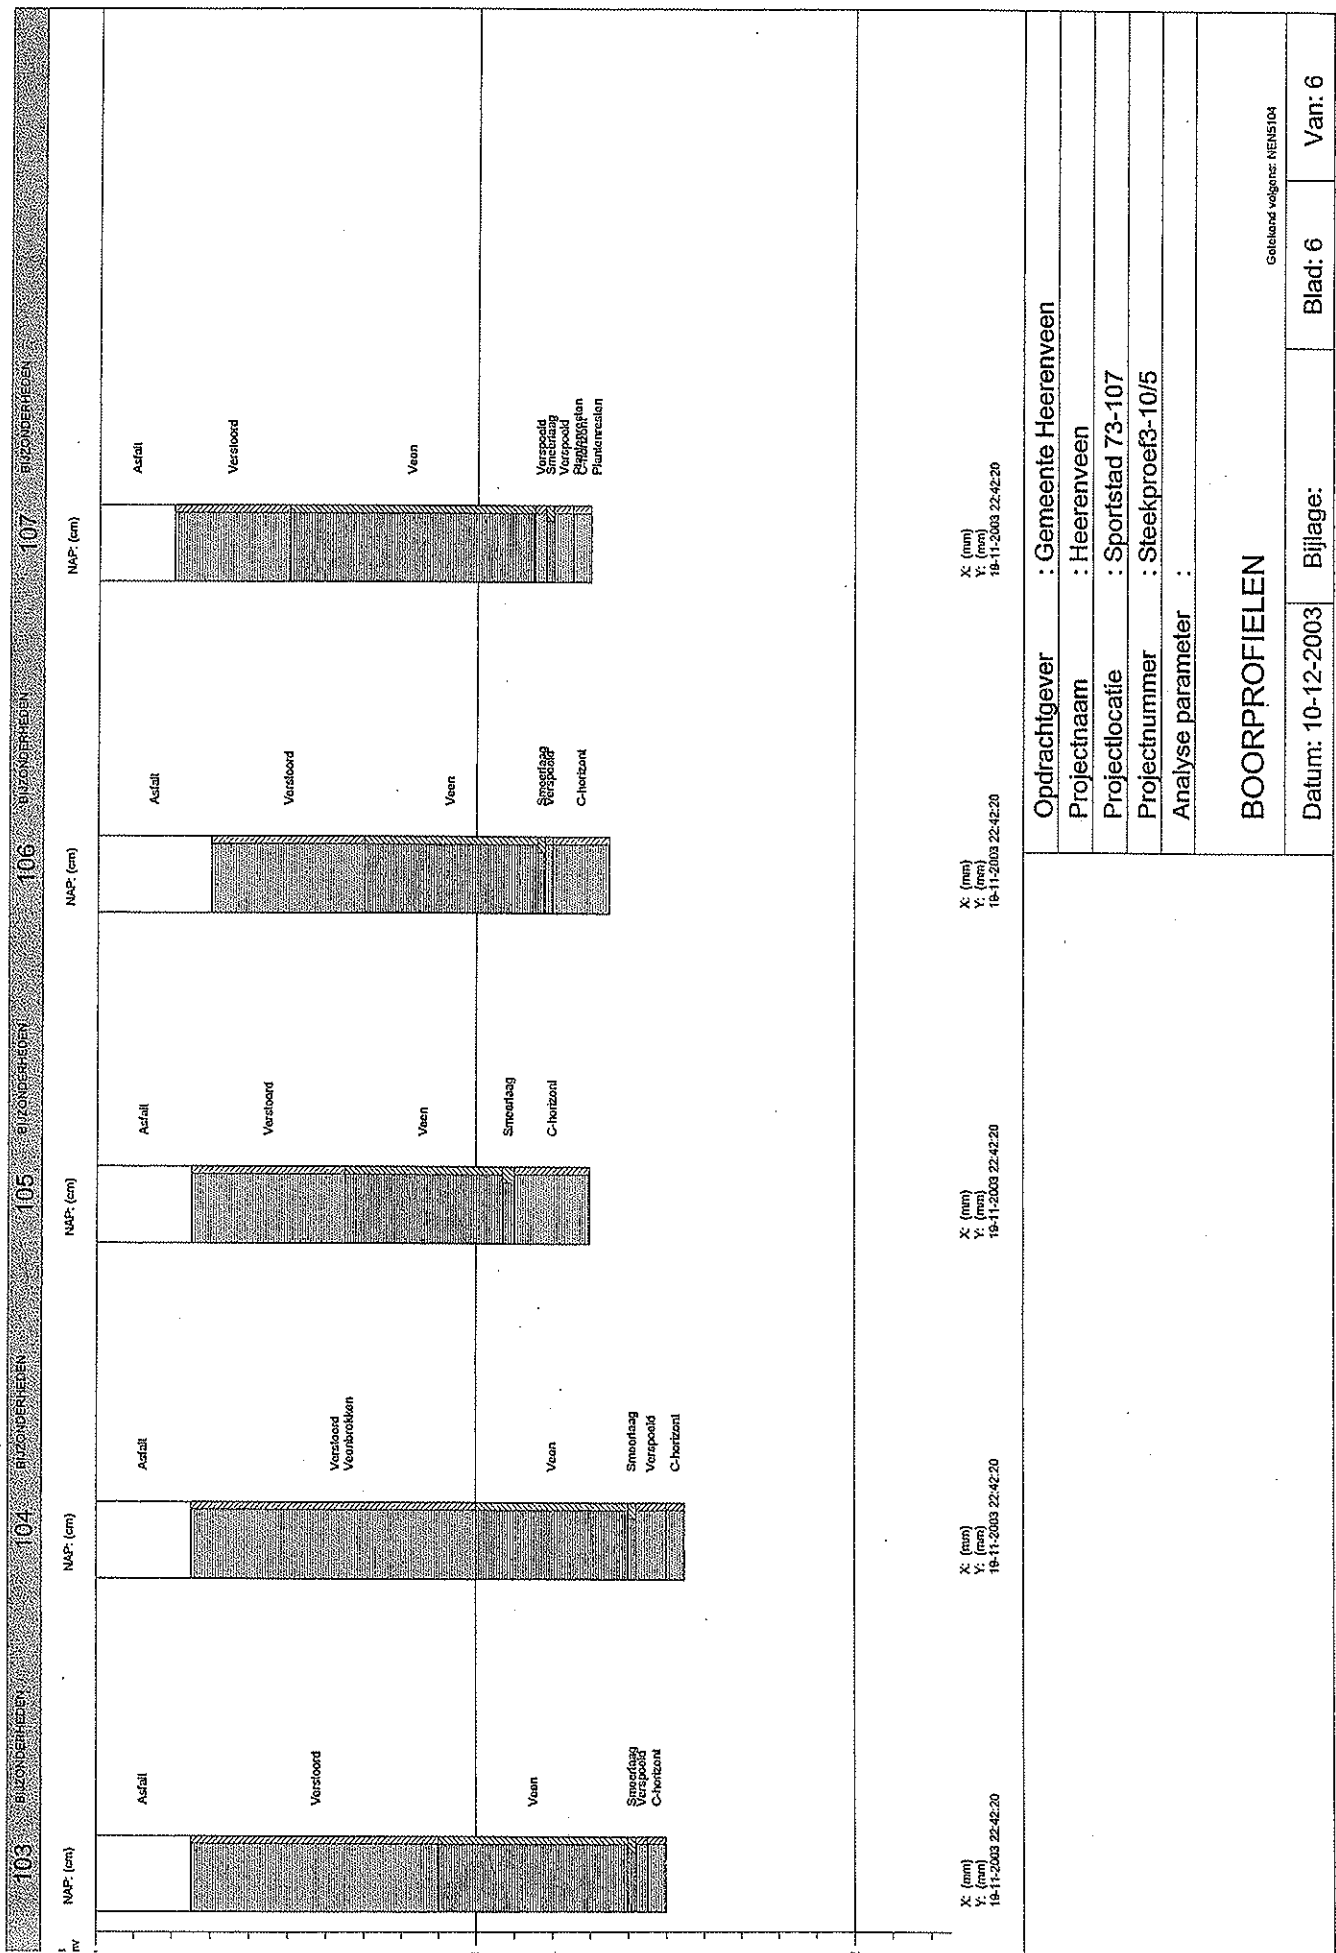 103 BIJZONDERHEDEN 104 BIJZONDERHEDEN 105 BIJZONDERHEDEN 106 BIJZONDERHEDEN 107 BIJZONDERHEDEN
NAP: (cm) NAP: (cm) NAP: (cm) NAP: (cm) NAP: (cm)
Asfalt
Verstoord
Veen
Smeerlaag
Verspoeld
C-horizont
X: (mm)
Y: (mm)
19-11-2003 22:42:20
Asfalt
Verstoord
Veenbrokken
Veen
Smeerlaag
Verspoeld
C-horizont
X: (mm)
Y: (mm)
19-11-2003 22:42:20
Asfalt
Verstoord
Veen
Smeerlaag
C-horizont
X: (mm)
Y: (mm)
19-11-2003 22:42:20
Asfalt
Verstoord
Veen
Smeerlaag
Verspoeld
C-horizont
X: (mm)
Y: (mm)
19-11-2003 22:42:20
Asfalt
Verstoord
Veen
Verspoeld
Smeerlaag
Verspoeld
Plantenresten
C-horizont
Plantenresten
X: (mm)
Y: (mm)
19-11-2003 22:42:20
Opdrachtgever : Gemeente Heerenveen
Projectnaam : Heerenveen
Projectlocatie : Sportstad 73-107
Projectnummer : Steekproef3-10/5
Analyse parameter :
BOORPROFIELEN
Getekend volgens: NEN5104
Datum: 10-12-2003 Bijlage: Blad: 6 Van: 6